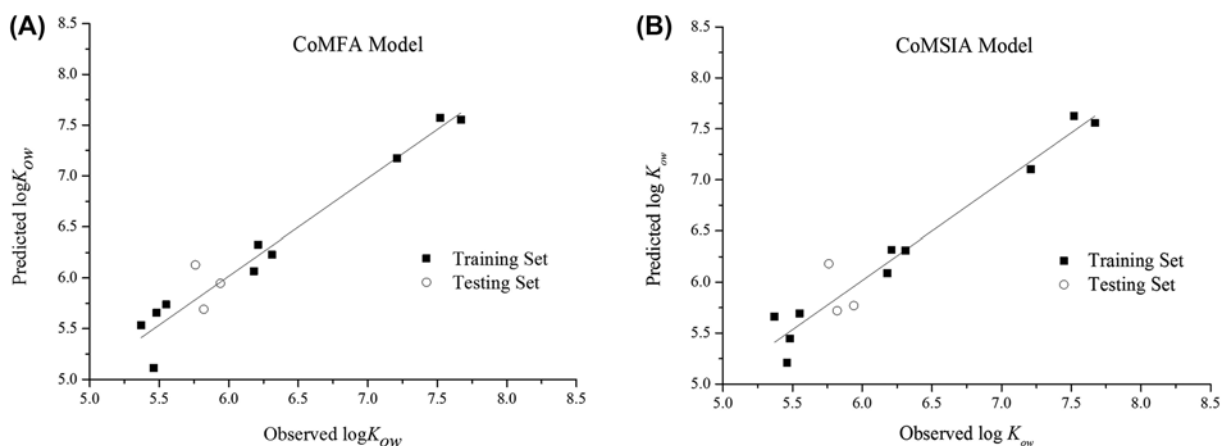 (A)
CoMFA Model
8.5
8.0
7.5
7.0
6.5
6.0
5.5
5.0
Predicted logKow
Training Set
Testing Set
5.0 5.5 6.0 6.5 7.0 7.5 8.0 8.5
Observed logKow
(B)
CoMSIA Model
8.5
8.0
7.5
7.0
6.5
6.0
5.5
5.0
Predicted log Kow
Training Set
Testing Set
5.0 5.5 6.0 6.5 7.0 7.5 8.0 8.5
Observed log Kow